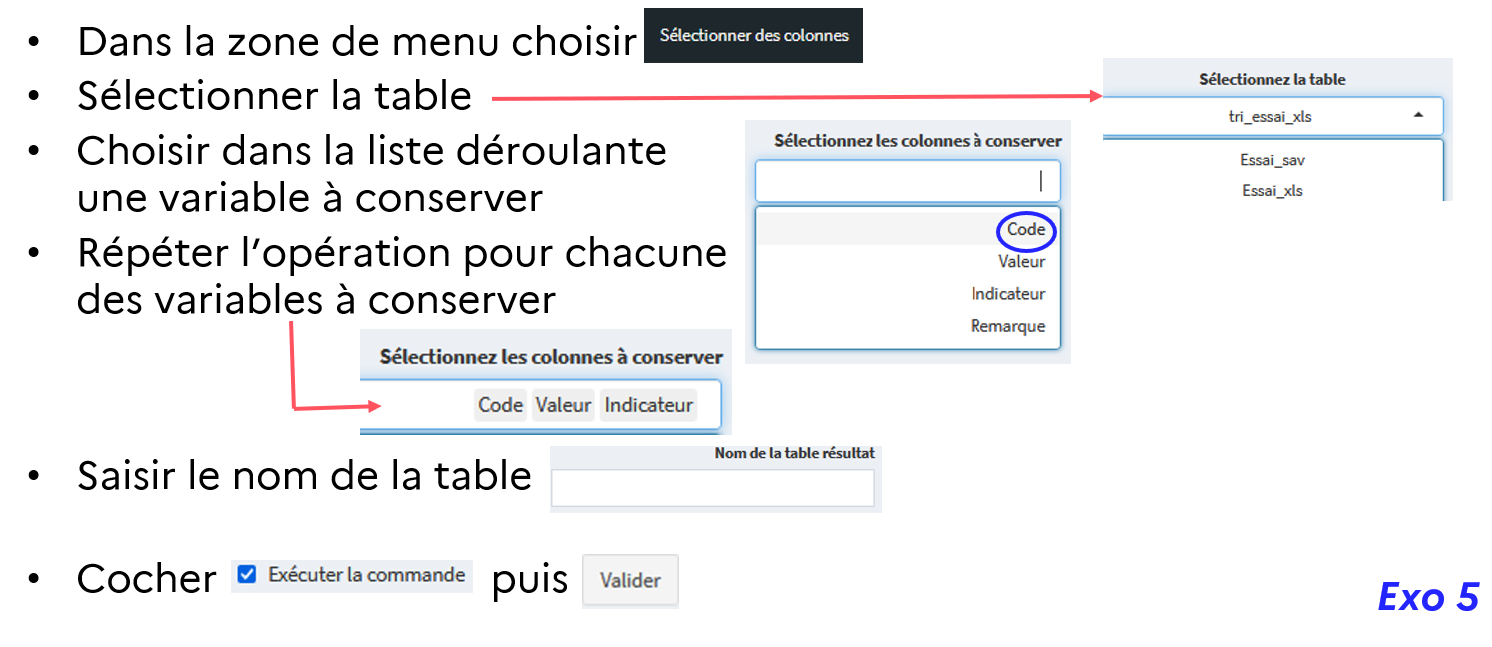 • Dans la zone de menu choisir Sélectionner des colonnes
• Sélectionner la table
Sélectionnez la table
tri_essai_xls
Essai_sav
Essai_xls
• Choisir dans la liste déroulante
une variable à conserver
Sélectionnez les colonnes à conserver
Code
Valeur
Indicateur
Remarque
• Répéter l’opération pour chacune
des variables à conserver
Sélectionnez les colonnes à conserver
Code Valeur Indicateur
• Saisir le nom de la table
Nom de la table résultat
• Cocher Exécuter la commande puis Valider
Exo 5